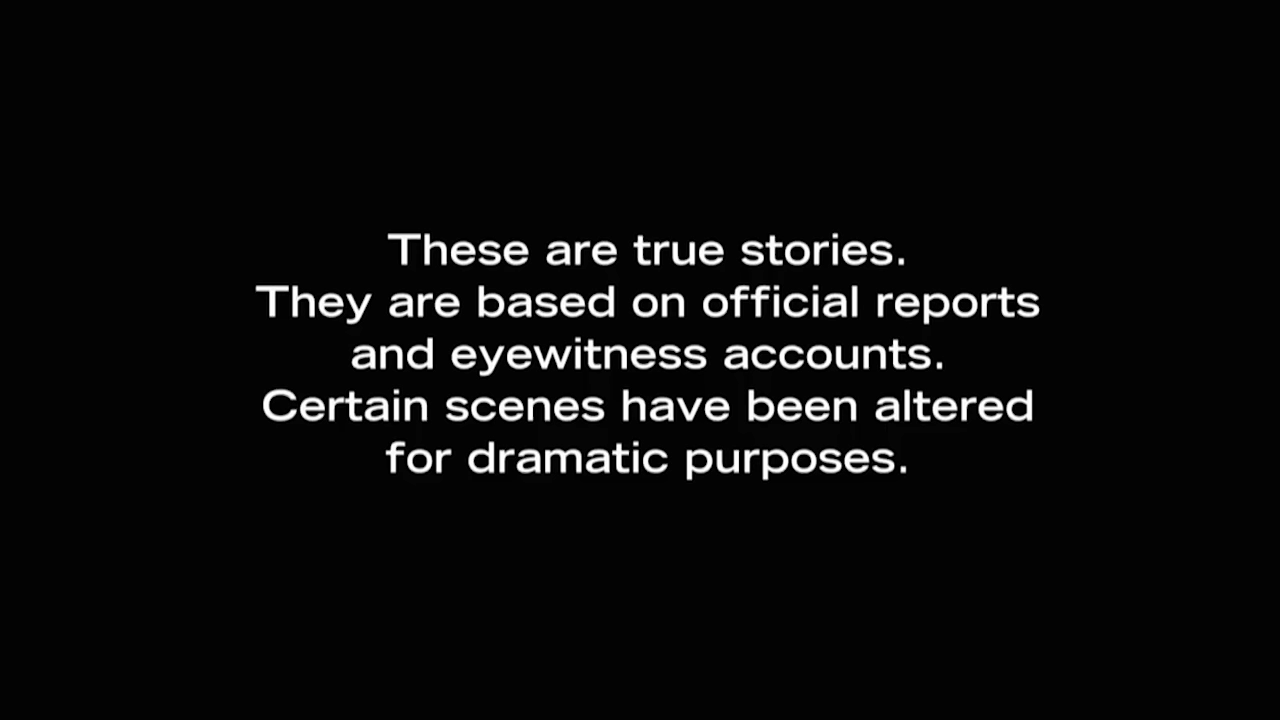 These are true stories.
They are based on official reports
and eyewitness accounts.
Certain scenes have been altered
for dramatic purposes.